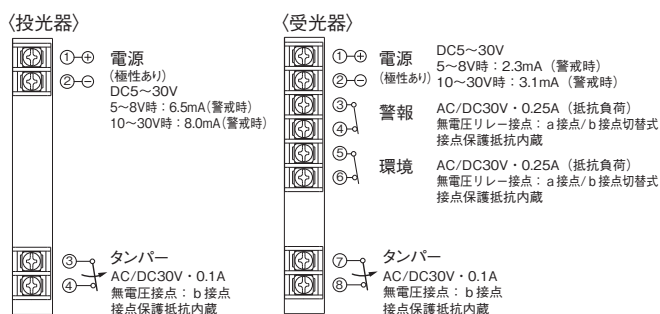 〈投光器〉
①⊕ 電源
②⊖ (極性あり)
DC5～30V
5～8V時：6.5mA(警戒時)
10～30V時：8.0mA(警戒時)
③ タンパー
④ AC/DC30V・0.1A
無電圧接点：b接点
接点保護抵抗内蔵
〈受光器〉
①⊕ 電源 DC5～30V
5～8V時：2.3mA（警戒時）
②⊖ (極性あり) 10～30V時：3.1mA（警戒時）
③ 警報 AC/DC30V・0.25A（抵抗負荷）
④ 無電圧リレー接点：a接点/b接点切替式
接点保護抵抗内蔵
⑤ 環境 AC/DC30V・0.25A（抵抗負荷）
⑥ 無電圧リレー接点：a接点/b接点切替式
接点保護抵抗内蔵
⑦ タンパー
⑧ AC/DC30V・0.1A
無電圧接点：b接点
接点保護抵抗内蔵